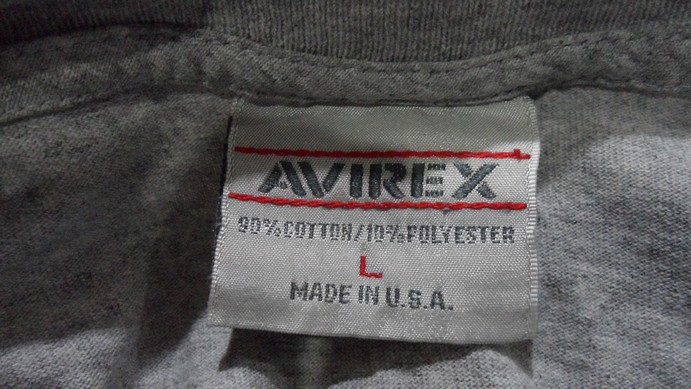 AVIREX
90%COTTON/10%POLYESTER
L
MADE IN U.S.A.